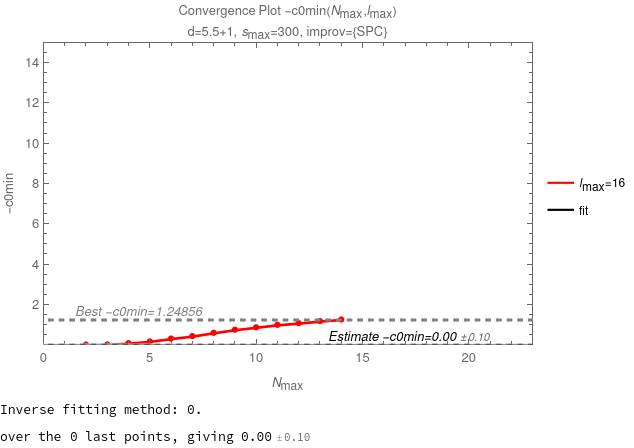 Convergence Plot −c0min(Nmax,lmax)
d=5.5+1, smax=300, improv={SPC}
14
12
10
8
6
4
2
−c0min
Best −c0min=1.24856
Estimate −c0min=0.00 ±0.10
0
5
10
15
20
Nmax
lmax=16
fit
Inverse fitting method: 0.
over the 0 last points, giving 0.00 ±0.10